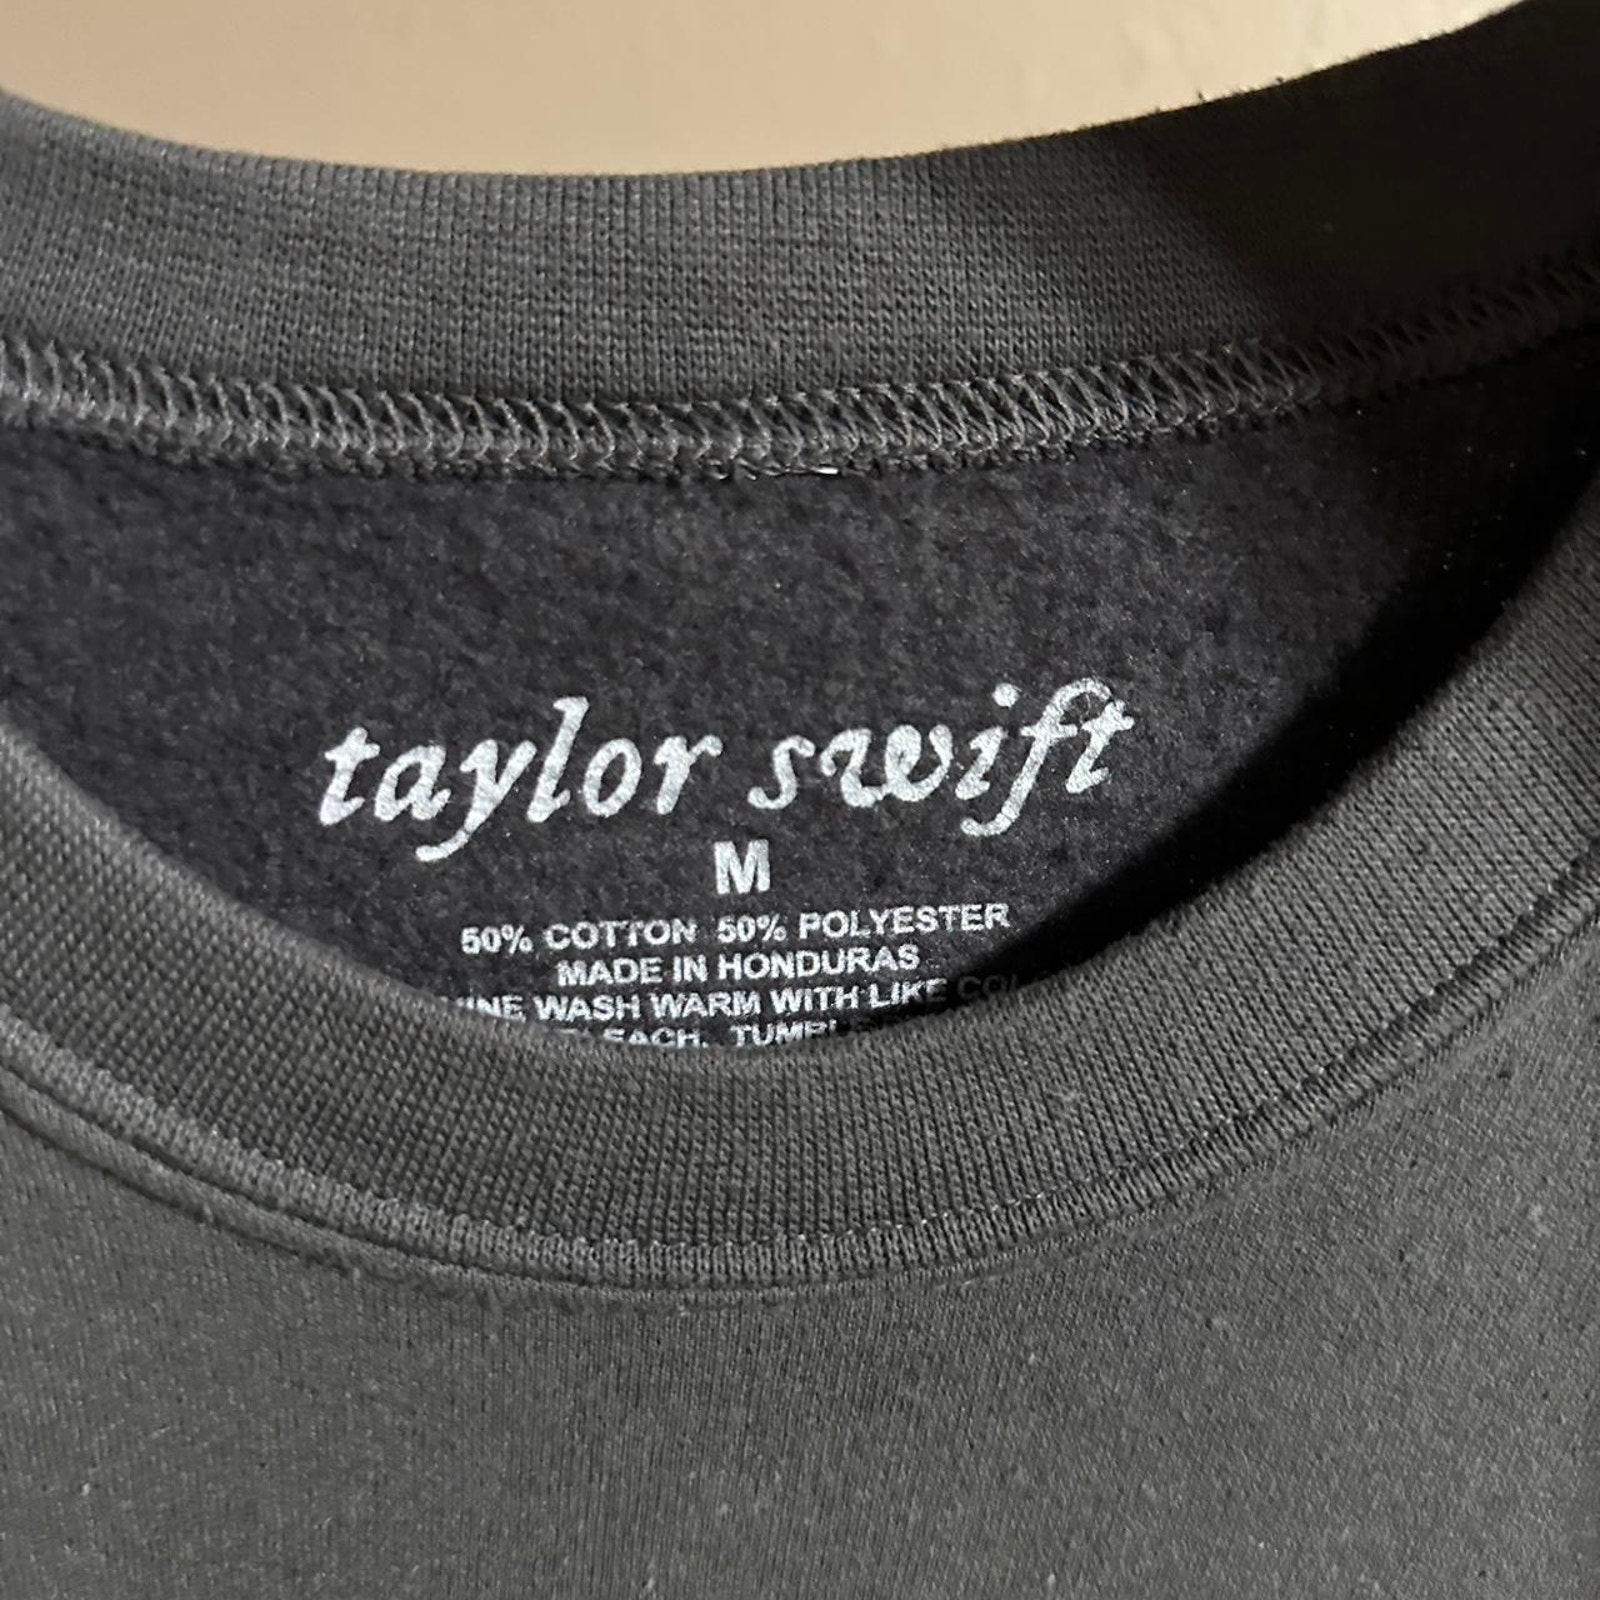 taylor swift
M
50% COTTON 50% POLYESTER
MADE IN HONDURAS
WASH WARM WITH LIKE